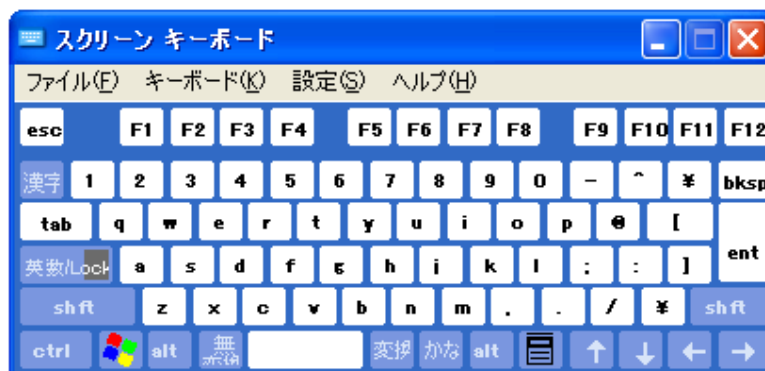 スクリーン キーボード
ファイル(F) キーボード(K) 設定(S) ヘルプ(H)
esc F1 F2 F3 F4 F5 F6 F7 F8 F9 F10 F11 F12
漢字 1 2 3 4 5 6 7 8 9 0 - ^ ¥ bksp
tab q w e r t y u i o p @ [
英数/Lock a s d f g h j k l ; : ] ent
shft z x c v b n m , . / ¥ shft
ctrl alt 無変換 変換 かな alt ↑ ↓ ← →